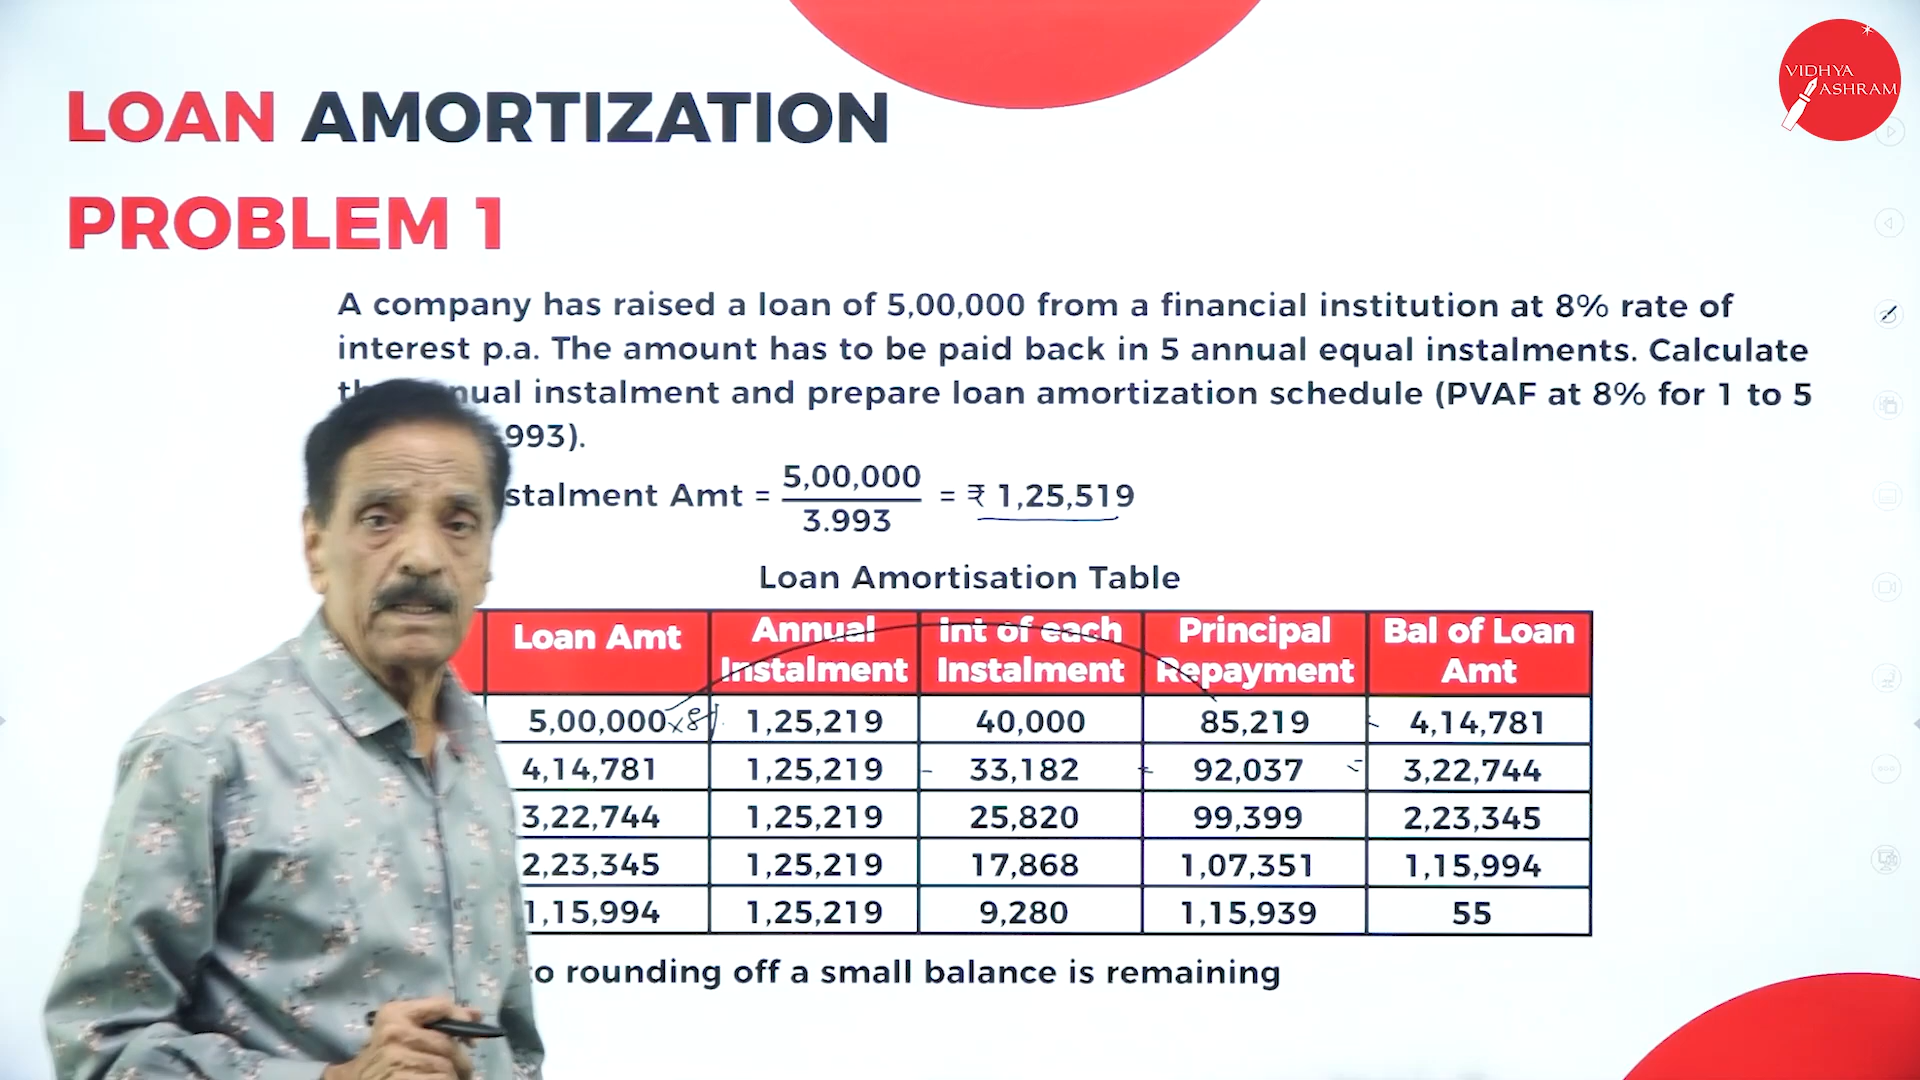 VIDHYA
ASHRAM
LOAN AMORTIZATION
PROBLEM 1
A company has raised a loan of 5,00,000 from a financial institution at 8% rate of
interest p.a. The amount has to be paid back in 5 annual equal instalments. Calculate
instalment and prepare loan amortization schedule (PVAF at 8% for 1 to 5
993).
Amt = 5,00,000 / 3.993 = ₹ 1,25,519
Loan Amortisation Table
Loan Amt Annual Instalment Int of each Instalment Principal Repayment Bal of Loan Amt
5,00,000 x8% 1,25,219 40,000 85,219 = 4,14,781
4,14,781 1,25,219 - 33,182 = 92,037 = 3,22,744
3,22,744 1,25,219 25,820 99,399 2,23,345
2,23,345 1,25,219 17,868 1,07,351 1,15,994
1,15,994 1,25,219 9,280 1,15,939 55
to rounding off a small balance is remaining